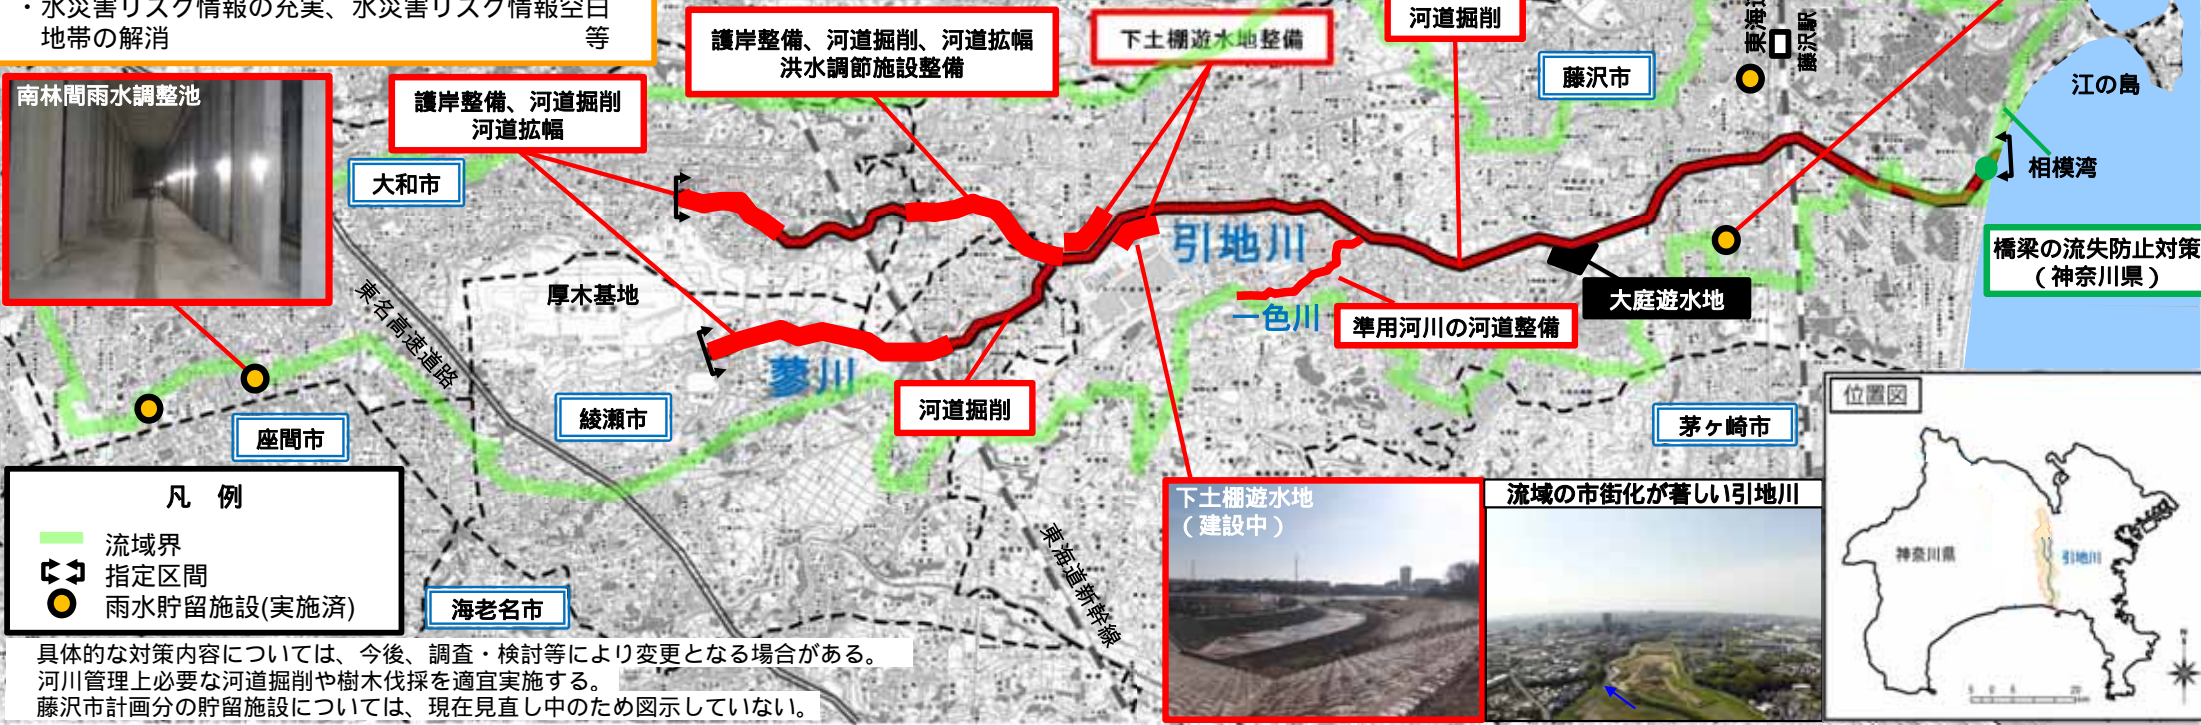 ・水災害リスク情報の充実、水災害リスク情報空白
地帯の解消 等
護岸整備、河道掘削、河道拡幅
洪水調節施設整備
下土棚遊水地整備
河道掘削
東海道
藤沢駅
藤沢市
江の島
南林間雨水調整池
護岸整備、河道掘削
河道拡幅
大和市
相模湾
引地川
橋梁の流失防止対策
(神奈川県)
厚木基地
大庭遊水地
東名高速道路
一色川
準用河川の河道整備
蓼川
河道掘削
綾瀬市
座間市
茅ヶ崎市
位置図
神奈川県
引地川
N
5 0 5 20
凡 例
流域界
指定区間
雨水貯留施設(実施済)
海老名市
東海道新幹線
下土棚遊水地
(建設中)
流域の市街化が著しい引地川
具体的な対策内容については、今後、調査・検討等により変更となる場合がある。
河川管理上必要な河道掘削や樹木伐採を適宜実施する。
藤沢市計画分の貯留施設については、現在見直し中のため図示していない。